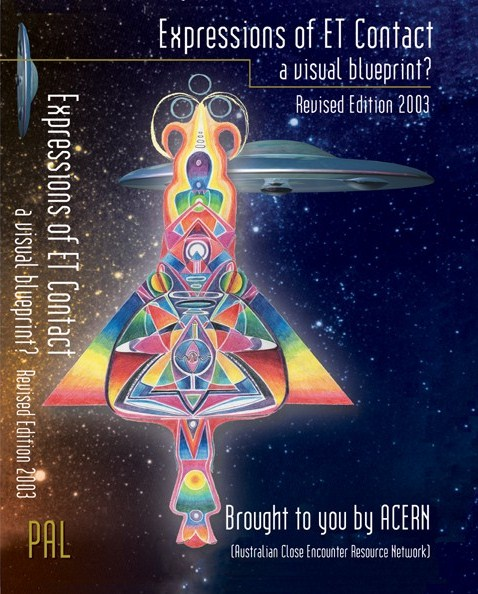 Expressions of ET Contact
a visual blueprint?
Revised Edition 2003
Expressions of ET Contact
a visual blueprint? Revised Edition 2003
PAL
Brought to you by ACERN
(Australian Close Encounter Resource Network)